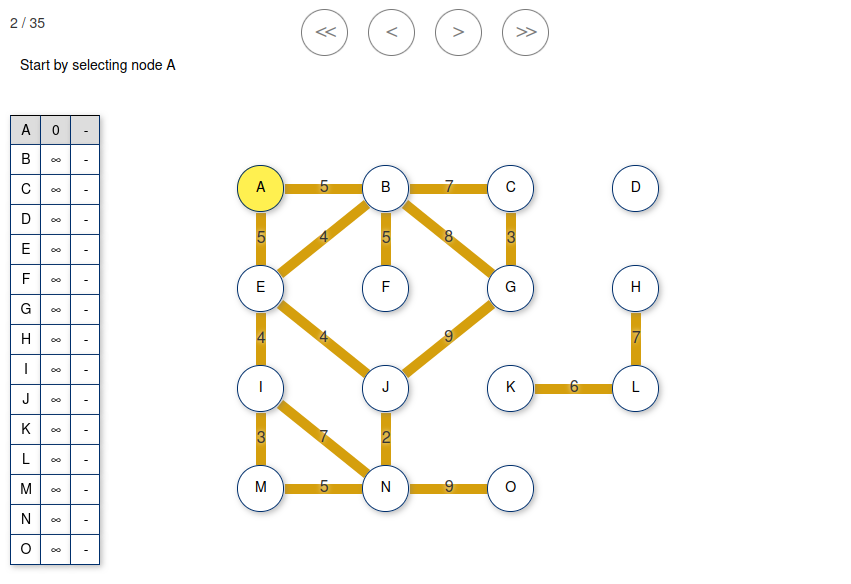 2 / 35
<< < > >>
Start by selecting node A
A 0 -
B ∞ -
C ∞ -
D ∞ -
E ∞ -
F ∞ -
G ∞ -
H ∞ -
I ∞ -
J ∞ -
K ∞ -
L ∞ -
M ∞ -
N ∞ -
O ∞ -
A 5 B 7 C D
5 4 5 8 3
E F G H
4 4 9 7
I J K 6 L
3 7 2
M 5 N 9 O